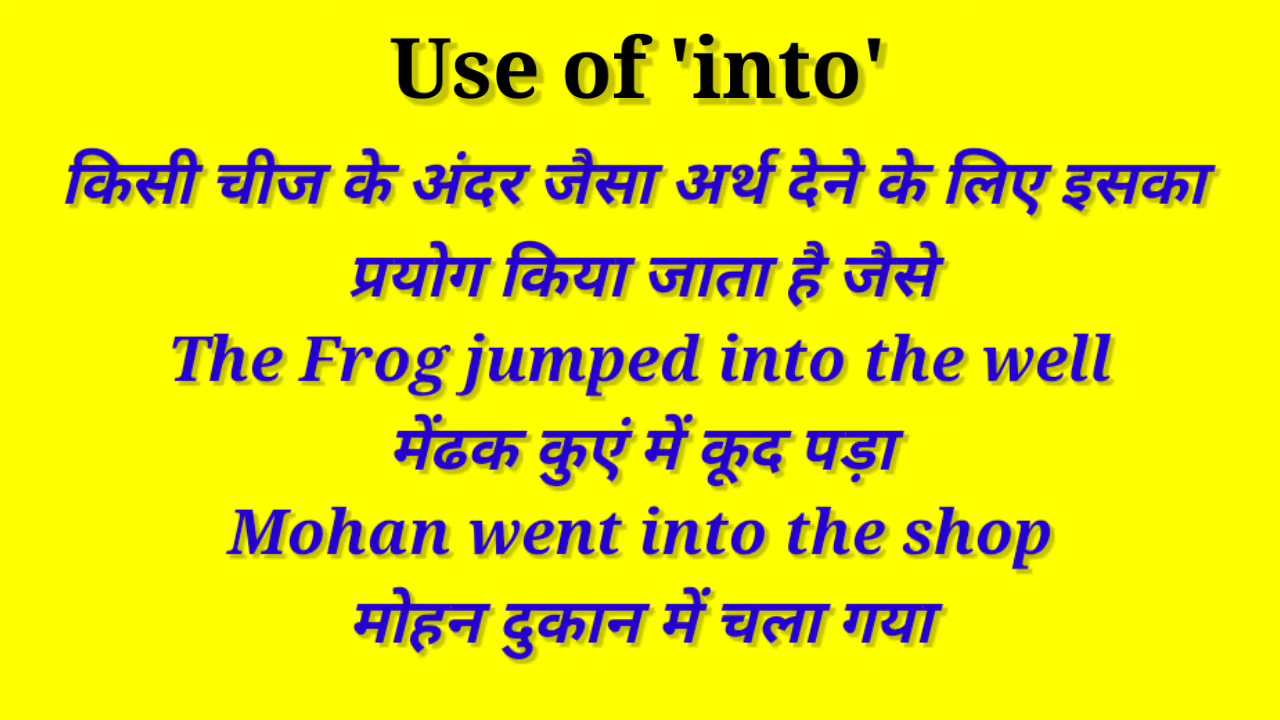 Use of 'into'
किसी चीज के अंदर जैसा अर्थ देने के लिए इसका
प्रयोग किया जाता है जैसे
The Frog jumped into the well
मेंढक कुएं में कूद पड़ा
Mohan went into the shop
मोहन दुकान में चला गया